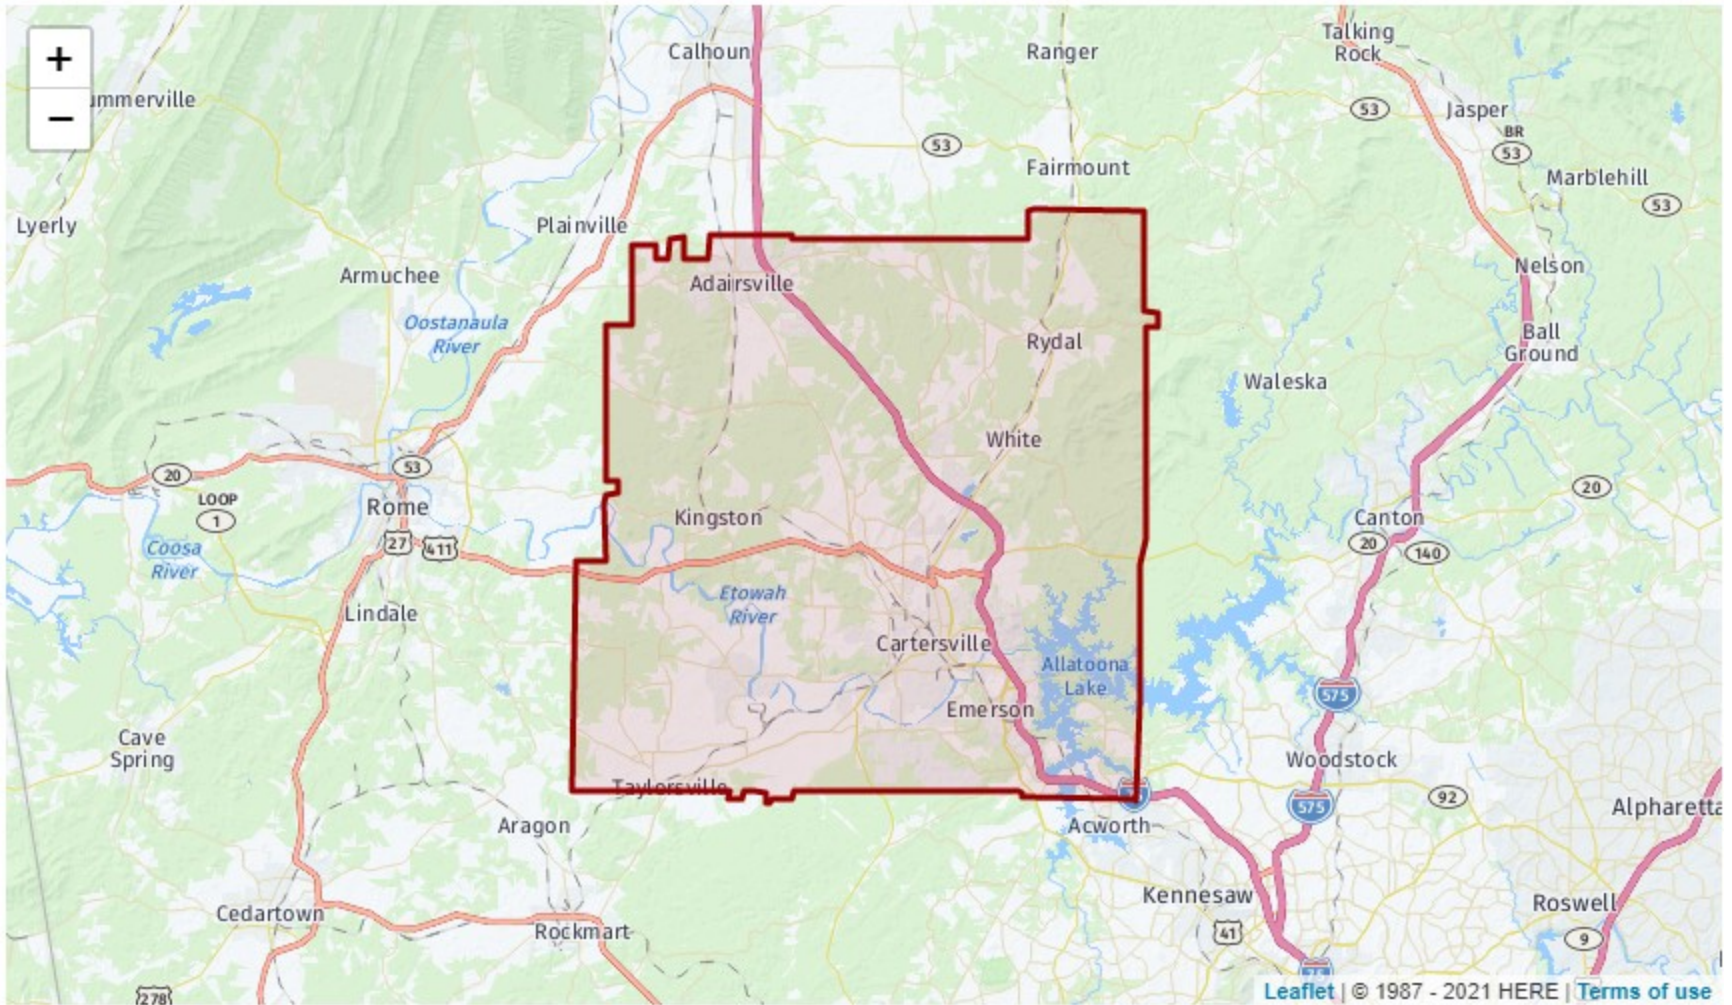 +
−
ummerville
Calhoun
Ranger
Talking
Rock
53
Jasper
BR
53
53
Fairmount
Marblehill
53
Lyerly
Plainville
Armuchee
Adairsville
Nelson
Oostanaula
River
Rydal
Ball
Ground
Waleska
White
53
20
LOOP
1
Rome
20
Kingston
Canton
27
411
20
140
Coosa
River
Etowah
River
Lindale
Cartersville
Allatoona
Lake
575
Emerson
Cave
Spring
Woodstock
Taylorsville
92
575
Alpharetta
Aragon
Acworth
Kennesaw
Roswell
Cedartown
Rockmart
41
9
75
278
Leaflet | © 1987 - 2021 HERE | Terms of use